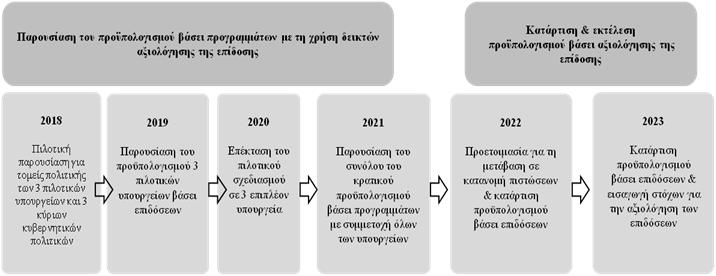 Παρουσίαση του προϋπολογισμού βάσει προγραμμάτων με τη χρήση δεικτών
αξιολόγησης της επίδοσης
Κατάρτιση & εκτέλεση
προϋπολογισμού βάσει αξιολόγησης της
επίδοσης
2018
Πιλοτική
παρουσίαση για
τομείς πολιτικής
των 3 πιλοτικών
υπουργείων και 3
κύριων
κυβερνητικών
πολιτικών
2019
Παρουσίαση του
προϋπολογισμού 3
πιλοτικών
υπουργείων βάσει
επιδόσεων
2020
Επέκταση του
πιλοτικού
σχεδιασμού
σε 3 επιπλέον
υπουργεία
2021
Παρουσίαση του
συνόλου του
κρατικού
προϋπολογισμού
βάσει προγραμμάτων
με συμμετοχή όλων
των υπουργείων
2022
Προετοιμασία για τη
μετάβαση σε
κατανομή πιστώσεων
& κατάρτιση
προϋπολογισμού
βάσει επιδόσεων
2023
Κατάρτιση
προϋπολογισμού
βάσει επιδόσεων &
εισαγωγή στόχων για
την αξιολόγηση των
επιδόσεων